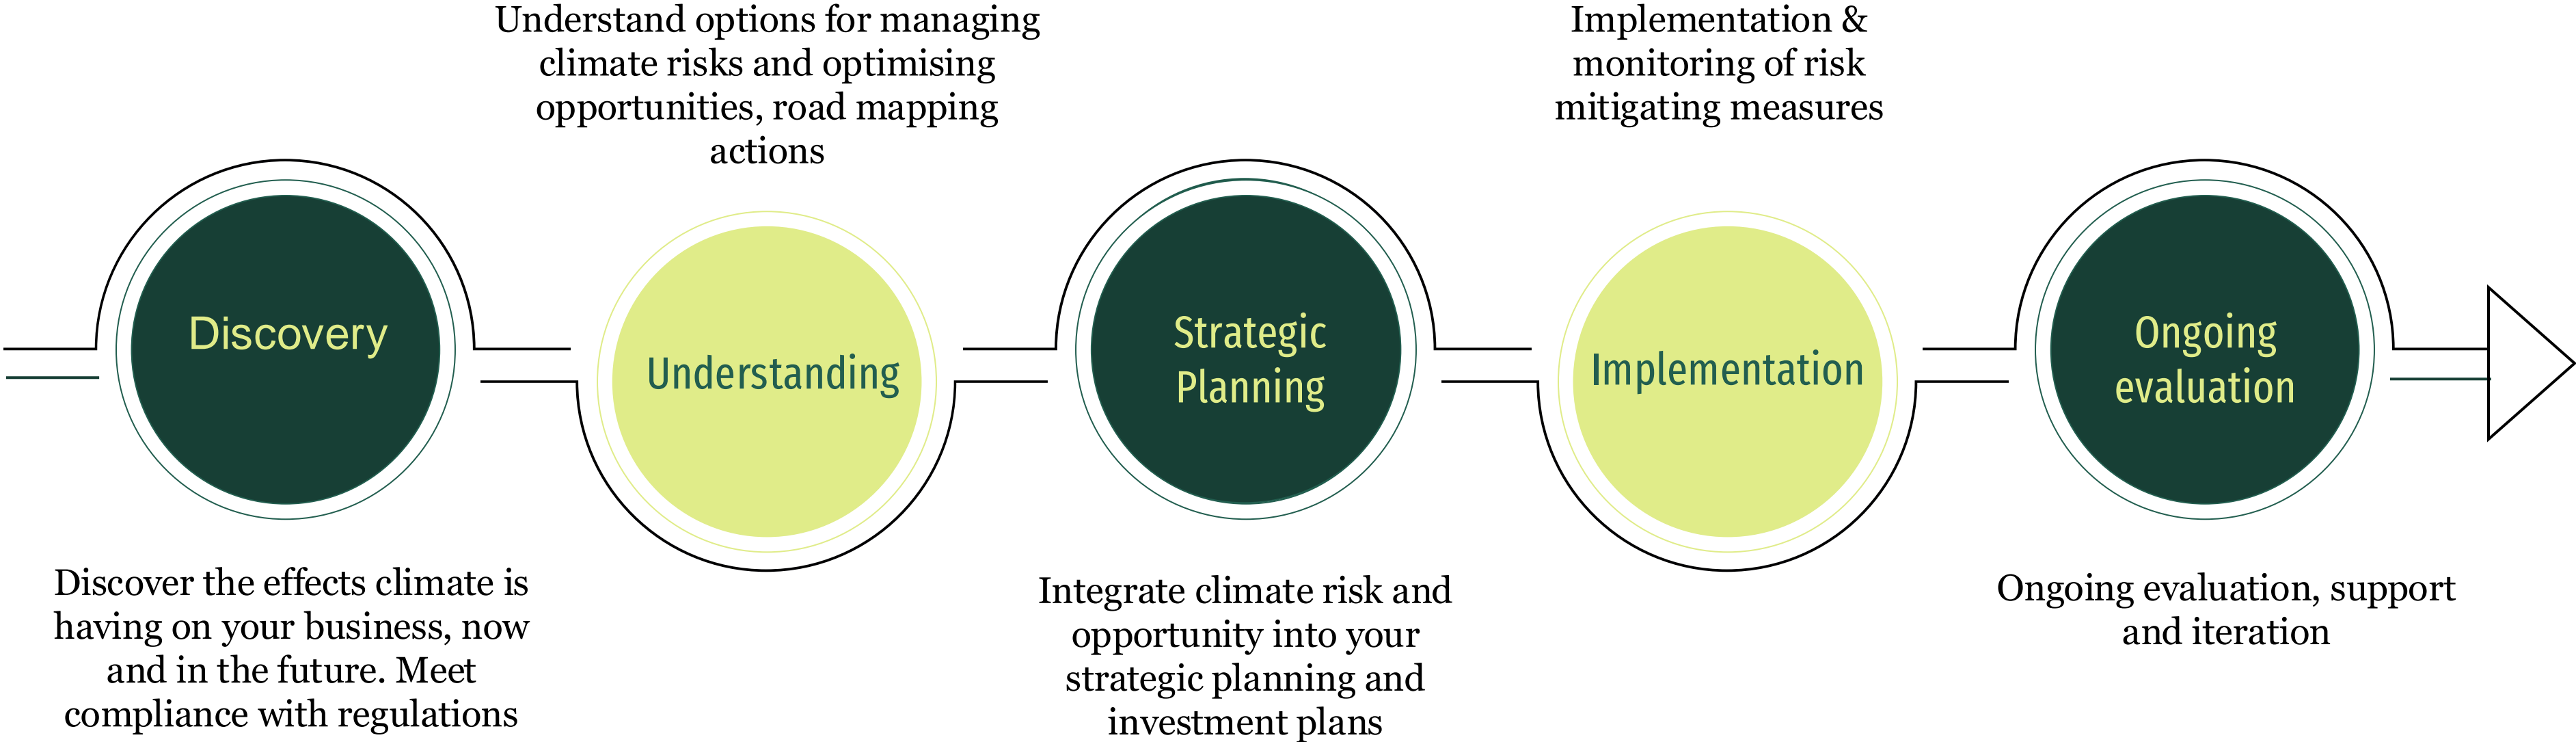 Discovery
Discover the effects climate is
having on your business, now
and in the future. Meet
compliance with regulations
Understand options for managing
climate risks and optimising
opportunities, road mapping
actions
Understanding
Strategic
Planning
Integrate climate risk and
opportunity into your
strategic planning and
investment plans
Implementation &
monitoring of risk
mitigating measures
Implementation
Ongoing
evaluation
Ongoing evaluation, support
and iteration